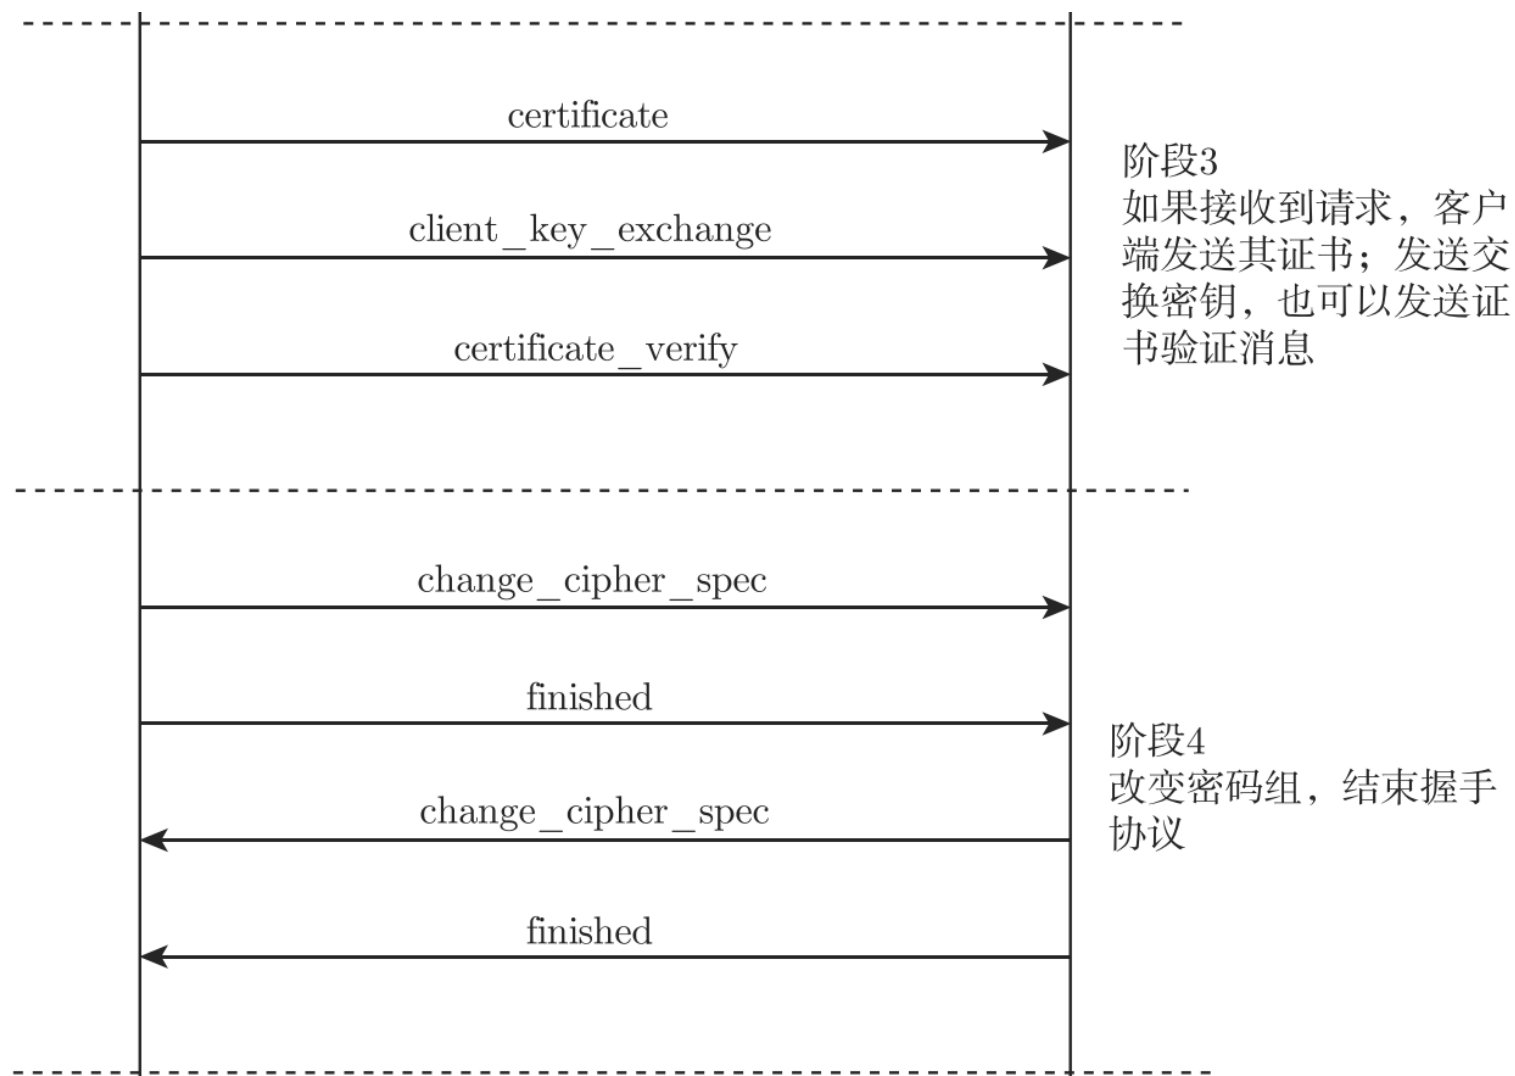 certificate
client_key_exchange
certificate_verify
阶段3
如果接收到请求，客户
端发送其证书；发送交
换密钥，也可以发送证
书验证消息
change_cipher_spec
finished
change_cipher_spec
finished
阶段4
改变密码组，结束握手
协议